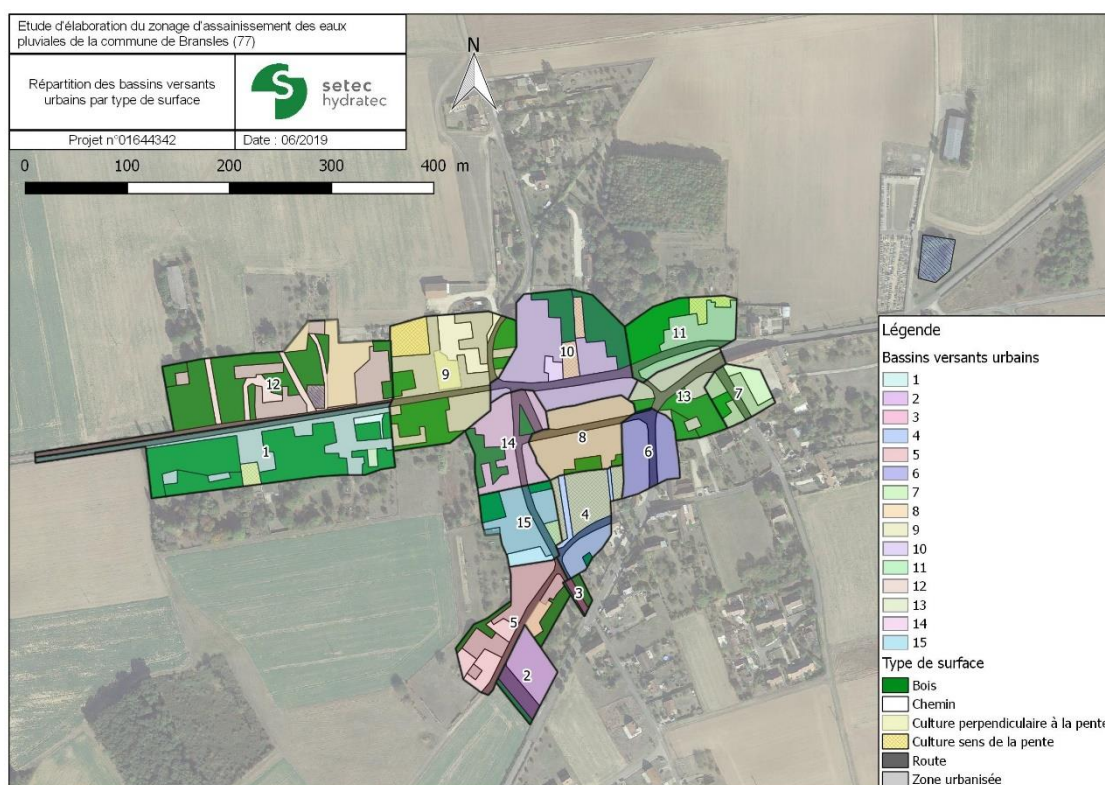 Etude d'élaboration du zonage d'assainissement des eaux
pluviales de la commune de Bransles (77)
Répartition des bassins versants
urbains par type de surface
setec
hydratec
Projet n°01644342
Date : 06/2019
N
0 100 200 300 400 m
11
10
12
9
7
13
14
8
6
1
15
4
3
5
2
Légende
Bassins versants urbains
1
2
3
4
5
6
7
8
9
10
11
12
13
14
15
Type de surface
Bois
Chemin
Culture perpendiculaire à la pente
Culture sens de la pente
Route
Zone urbanisée